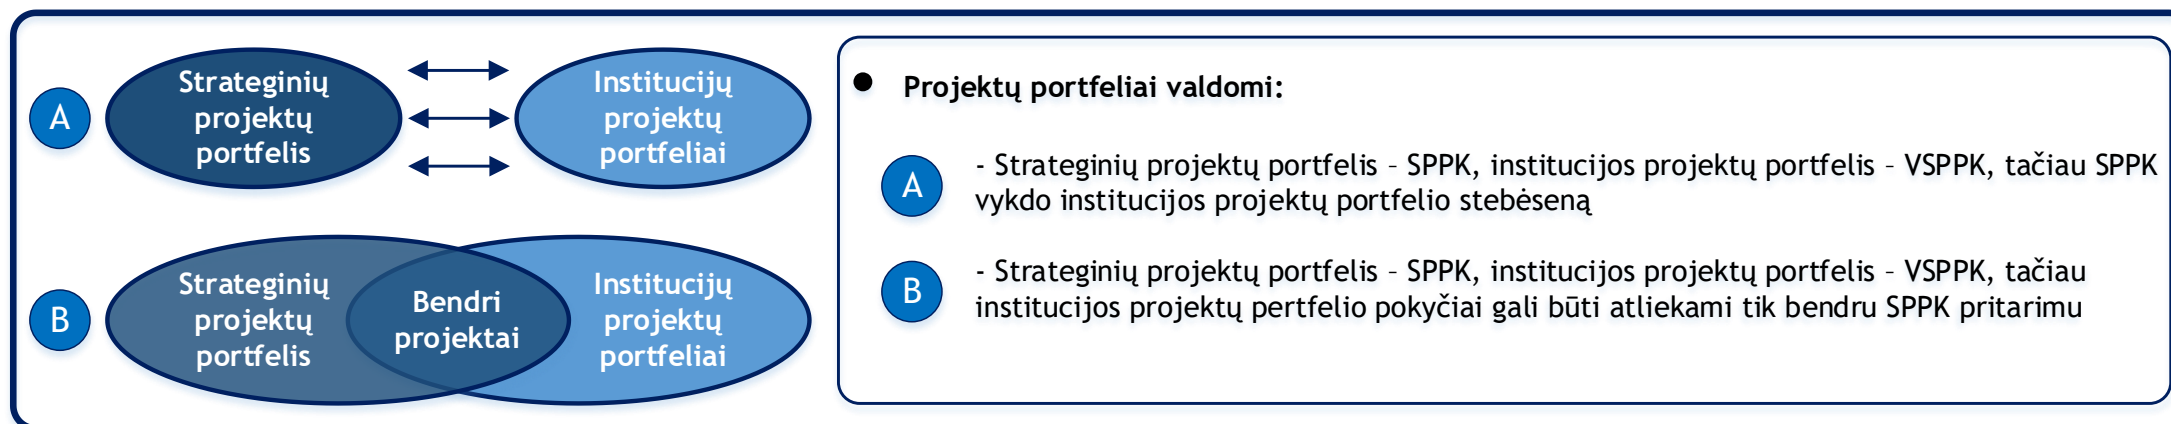 A
Strateginių
projektų
portfelis
Institucijų
projektų
portfeliai
B
Strateginių
projektų
portfelis
Bendri
projektai
Institucijų
projektų
portfeliai
● Projektų portfeliai valdomi:
A
- Strateginių projektų portfelis – SPPK, institucijos projektų portfelis – VSPPK, tačiau SPPK
vykdo institucijos projektų portfelio stebėseną
B
- Strateginių projektų portfelis – SPPK, institucijos projektų portfelis – VSPPK, tačiau
institucijos projektų pertfelio pokyčiai gali būti atliekami tik bendru SPPK pritarimu